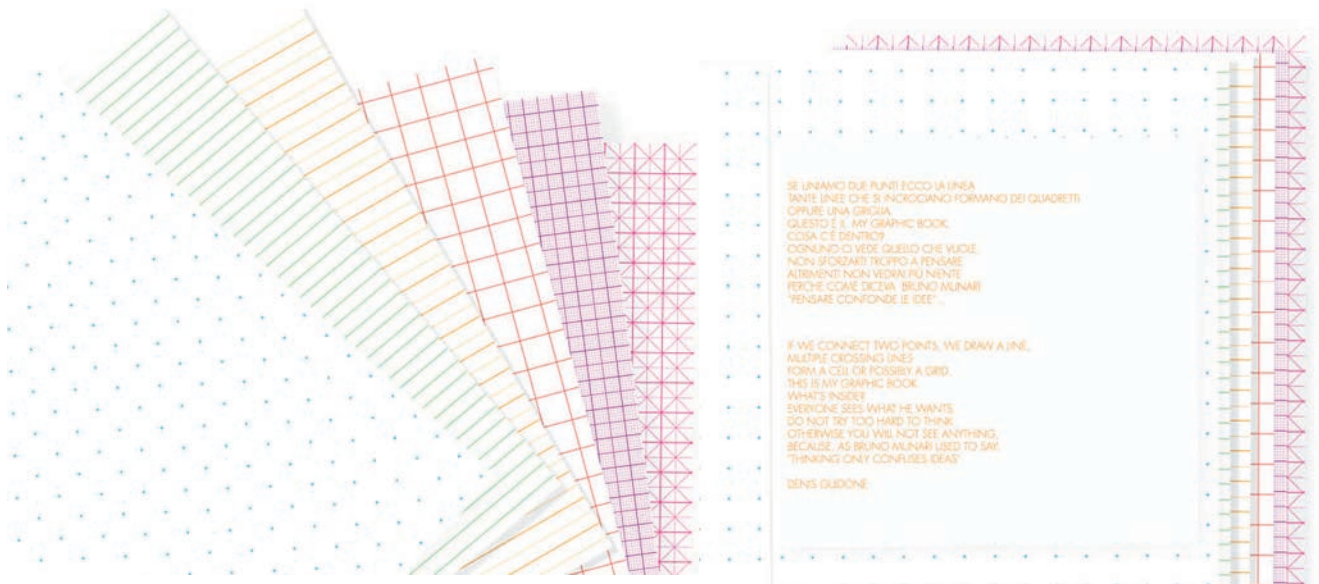 SE UNIAMO DUE PUNTI ECCO LA LINEA
TANTE LINEE CHE SI INCROCIANO FORMANO DEI QUADRETTI
OPPURE UNA GRIGLIA.
QUESTO È IL MY GRAPHIC BOOK.
COSA C'È DENTRO?
OGNUNO CI VEDE QUELLO CHE VUOLE.
NON SFORZARTI TROPPO A PENSARE
ALTRIMENTI NON VEDRAI PIÙ NIENTE
PERCHE COME DICEVA BRUNO MUNARI
"PENSARE CONFONDE LE IDEE"...
IF WE CONNECT TWO POINTS, WE DRAW A LINE,
MULTIPLE CROSSING LINES
FORM A CELL OR POSSIBLY A GRID.
THIS IS MY GRAPHIC BOOK.
WHAT'S INSIDE?
EVERYONE SEES WHAT HE WANTS.
DO NOT TRY TOO HARD TO THINK
OTHERWISE YOU WILL NOT SEE ANYTHING,
BECAUSE, AS BRUNO MUNARI USED TO SAY:
"THINKING ONLY CONFUSES IDEAS"
DENIS GUIDONE